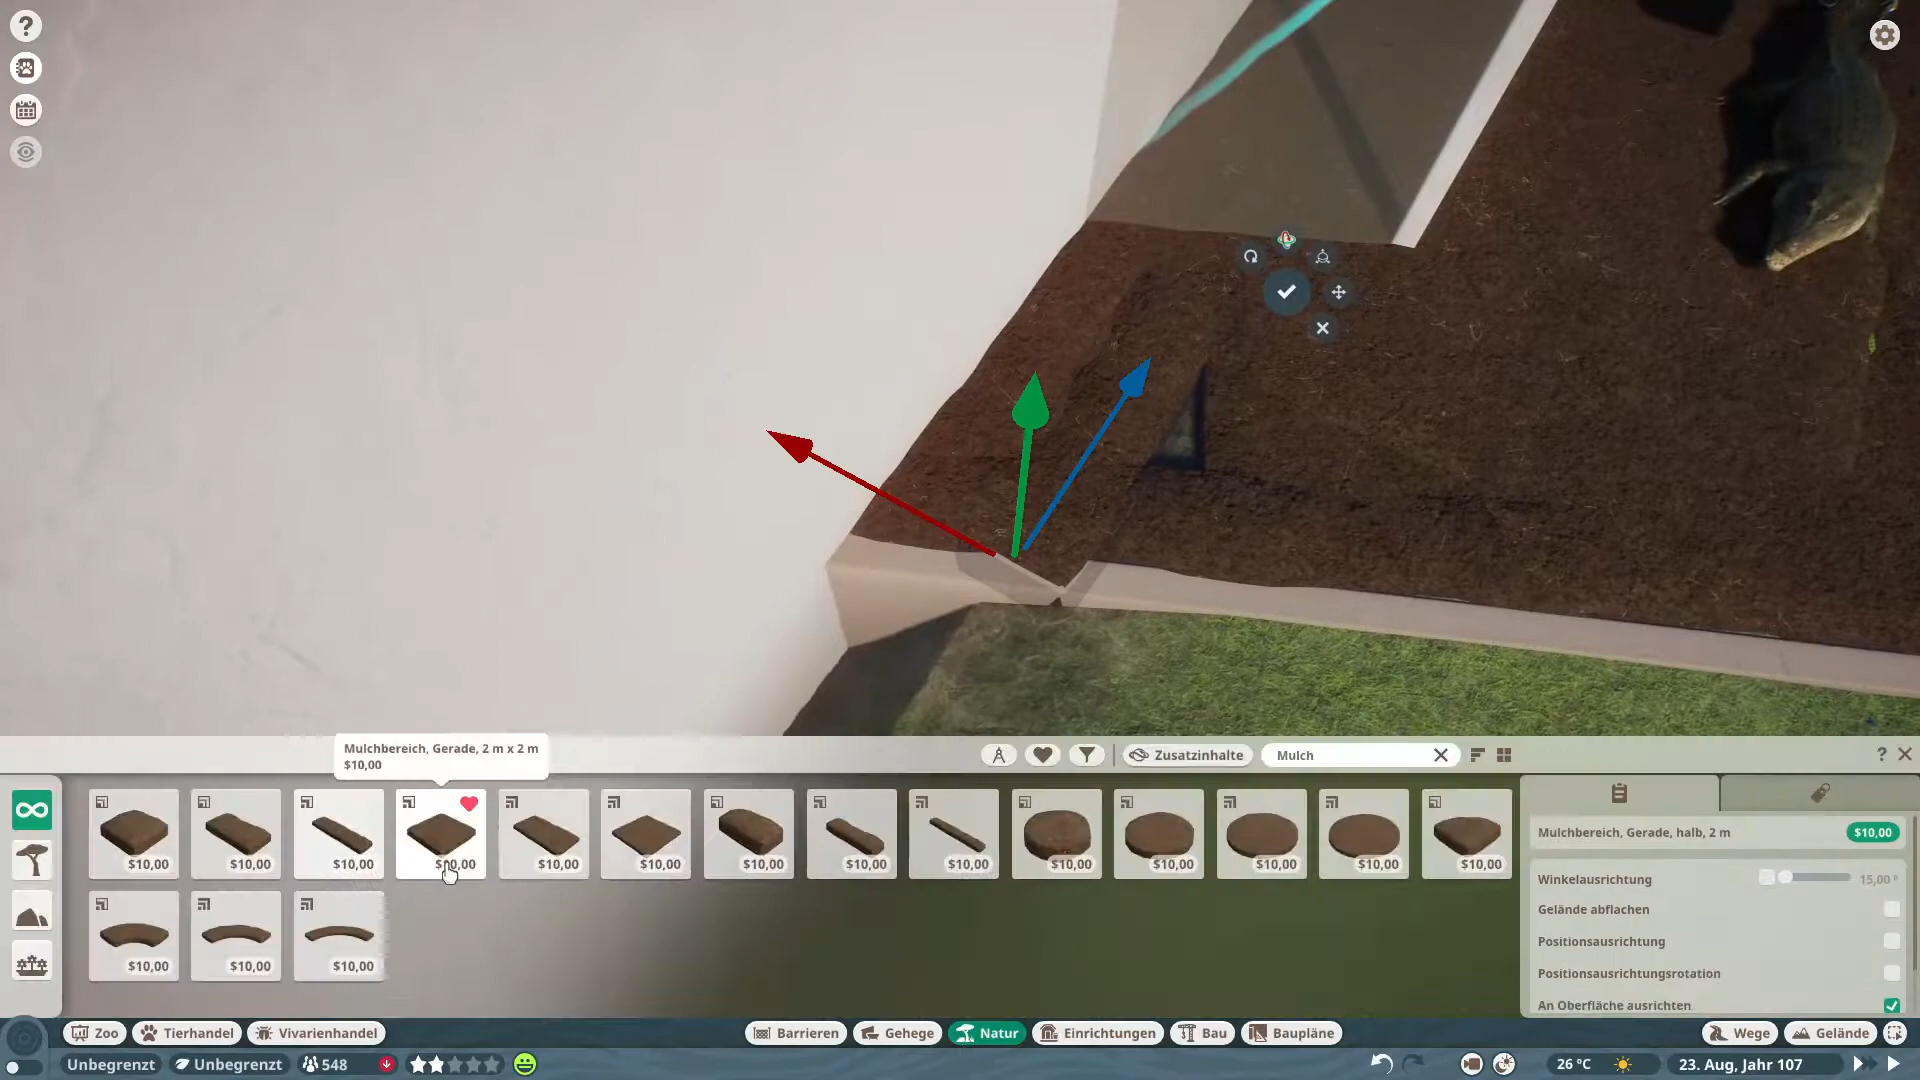 Mulchbereich, Gerade, 2 m x 2 m
$10,00
Zusatzinhalte
Mulch
?
?
$10,00 $10,00 $10,00 $10,00 $10,00 $10,00 $10,00 $10,00 $10,00 $10,00 $10,00 $10,00 $10,00 $10,00
$10,00 $10,00 $10,00
Mulchbereich, Gerade, halb, 2 m $10,00
Winkelausrichtung 15,00 °
Gelände abflachen
Positionsausrichtung
Positionsausrichtungsrotation
An Oberfläche ausrichten
Zoo Tierhandel Vivarienhandel Barrieren Gehege Natur Einrichtungen Bau Baupläne Wege Gelände
Unbegrenzt Unbegrenzt 548 26 °C 23. Aug, Jahr 107